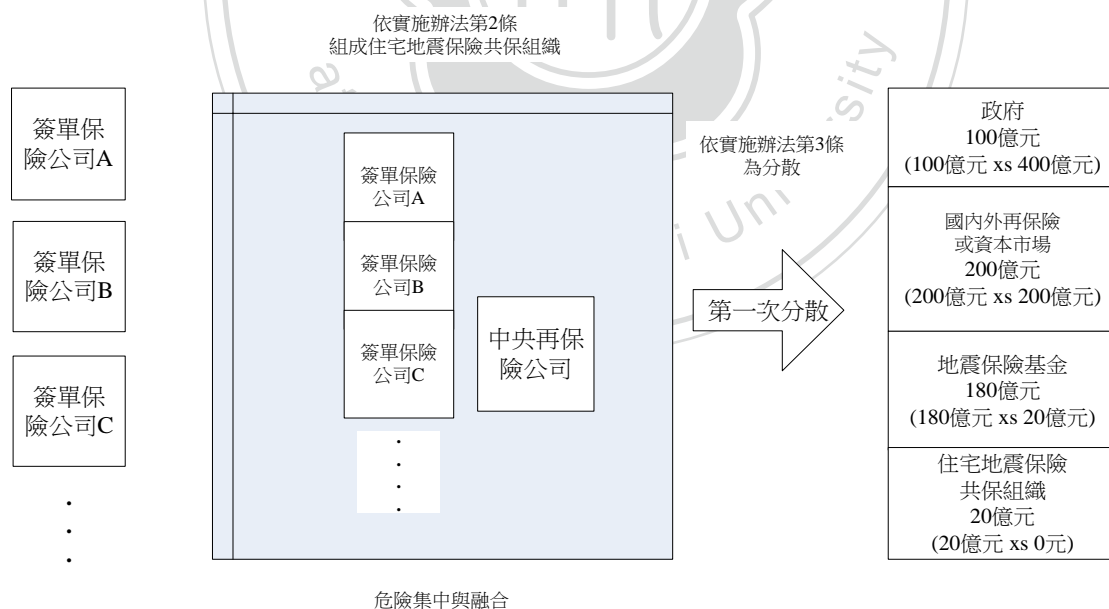 依實施辦法第2條
組成住宅地震保險共保組織
簽單保
險公司A
簽單保
險公司B
簽單保
險公司C
.
.
.
簽單保險
公司A
簽單保險
公司B
簽單保險
公司C
.
.
.
.
中央再保
險公司
危險集中與融合
依實施辦法第3條
為分散
第一次分散
政府
100億元
(100億元 xs 400億元)
國內外再保險
或資本市場
200億元
(200億元 xs 200億元)
地震保險基金
180億元
(180億元 xs 20億元)
住宅地震保險
共保組織
20億元
(20億元 xs 0元)
i Uni
sity